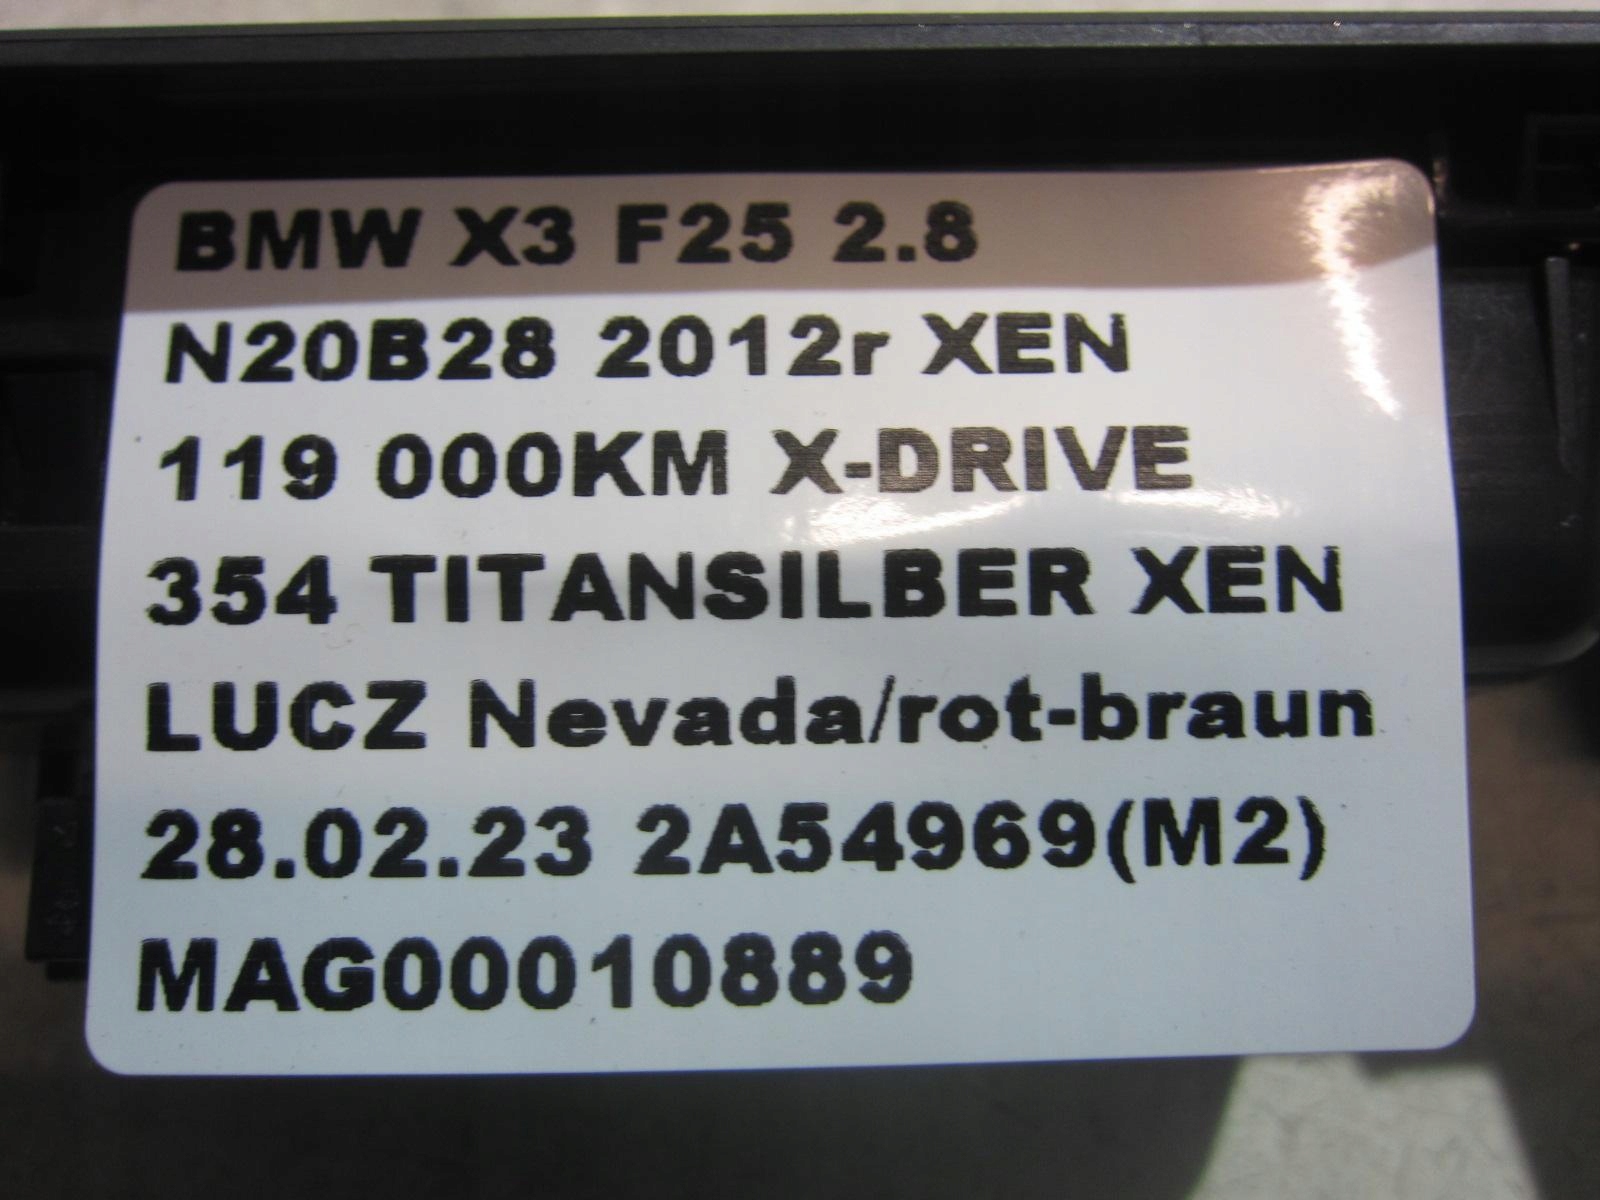 BMW X3 F25 2.8
N20B28 2012r XEN
119 000KM X-DRIVE
354 TITANSILBER XEN
LUCZ Nevada/rot-braun
28.02.23 2A54969(M2)
MAG00010889